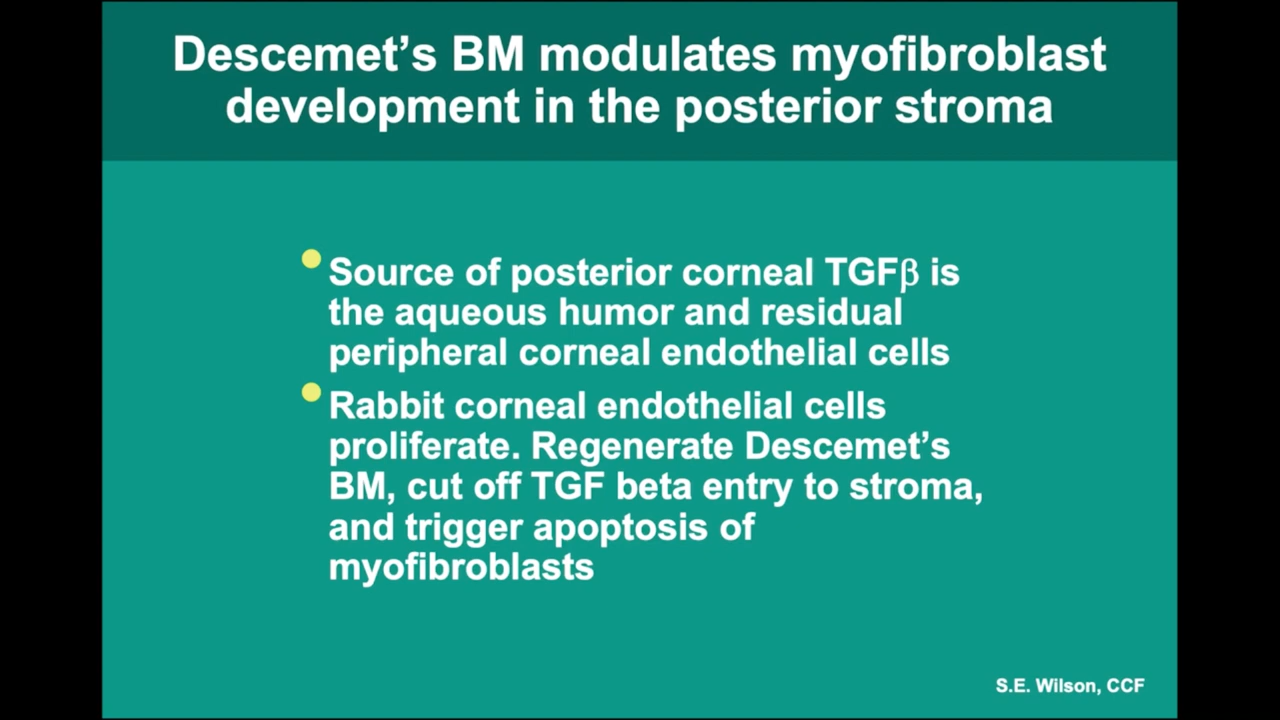 Descemet’s BM modulates myofibroblast
development in the posterior stroma
Source of posterior corneal TGFβ is
the aqueous humor and residual
peripheral corneal endothelial cells
Rabbit corneal endothelial cells
proliferate. Regenerate Descemet’s
BM, cut off TGF beta entry to stroma,
and trigger apoptosis of
myofibroblasts
S.E. Wilson, CCF